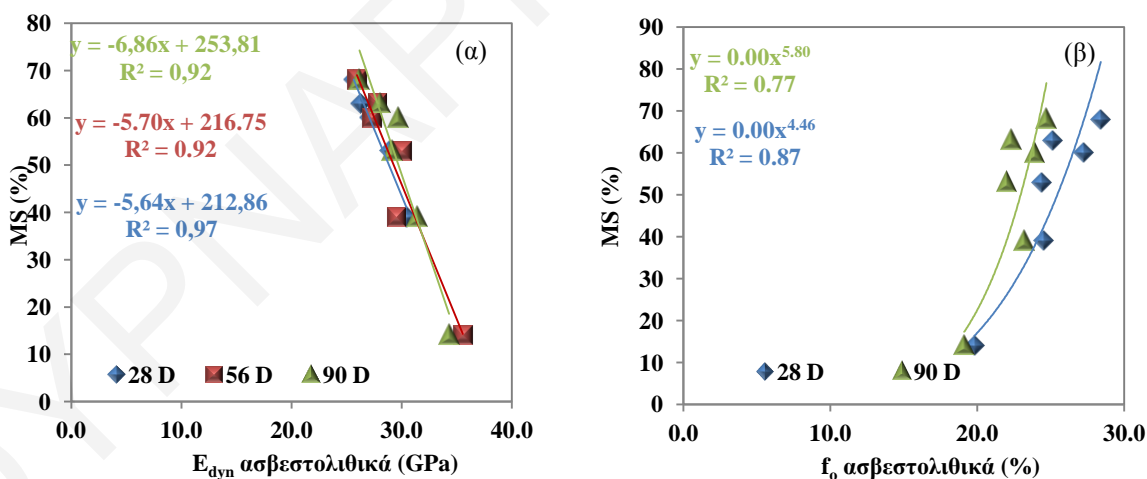 (α)
y = -6,86x + 253,81
R² = 0,92
y = -5.70x + 216.75
R² = 0.92
y = -5,64x + 212,86
R² = 0,97
MS (%)
80
70
60
50
40
30
20
10
0
28 D 56 D 90 D
0.0 10.0 20.0 30.0 40.0
E_dyn ασβεστολιθικά (GPa)
(β)
y = 0.00x^5.80
R² = 0.77
y = 0.00x^4.46
R² = 0.87
MS (%)
90
80
70
60
50
40
30
20
10
0
28 D 90 D
0.0 10.0 20.0 30.0
f_o ασβεστολιθικά (%)